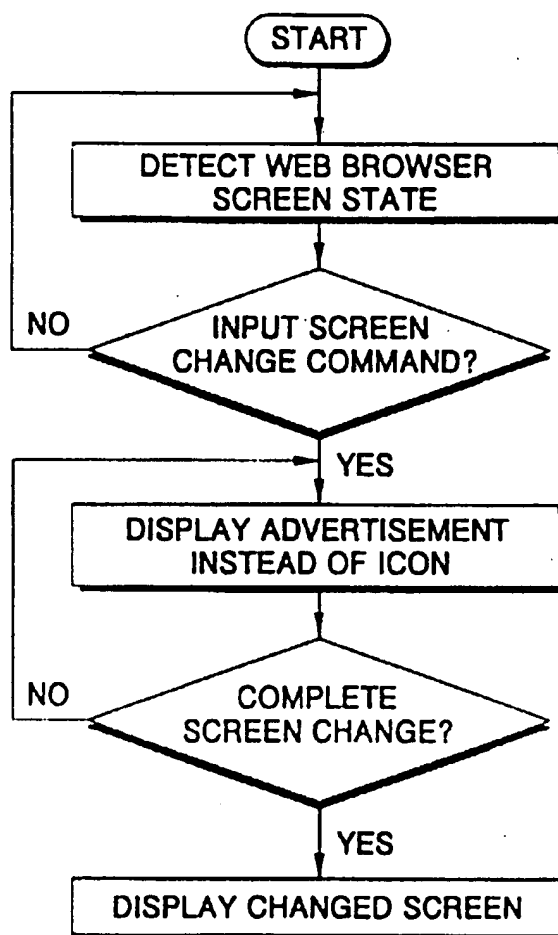 START
DETECT WEB BROWSER
SCREEN STATE
NO
INPUT SCREEN
CHANGE COMMAND?
YES
DISPLAY ADVERTISEMENT
INSTEAD OF ICON
NO
COMPLETE
SCREEN CHANGE?
YES
DISPLAY CHANGED SCREEN